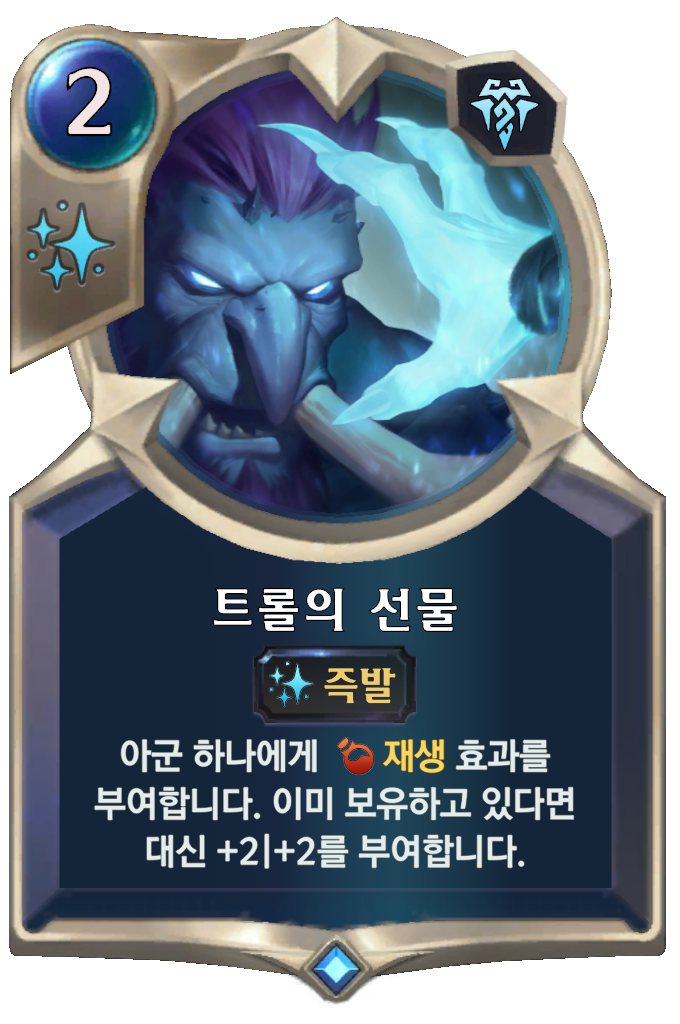 2
트롤의 선물
즉발
아군 하나에게 재생 효과를
부여합니다. 이미 보유하고 있다면
대신 +2|+2를 부여합니다.